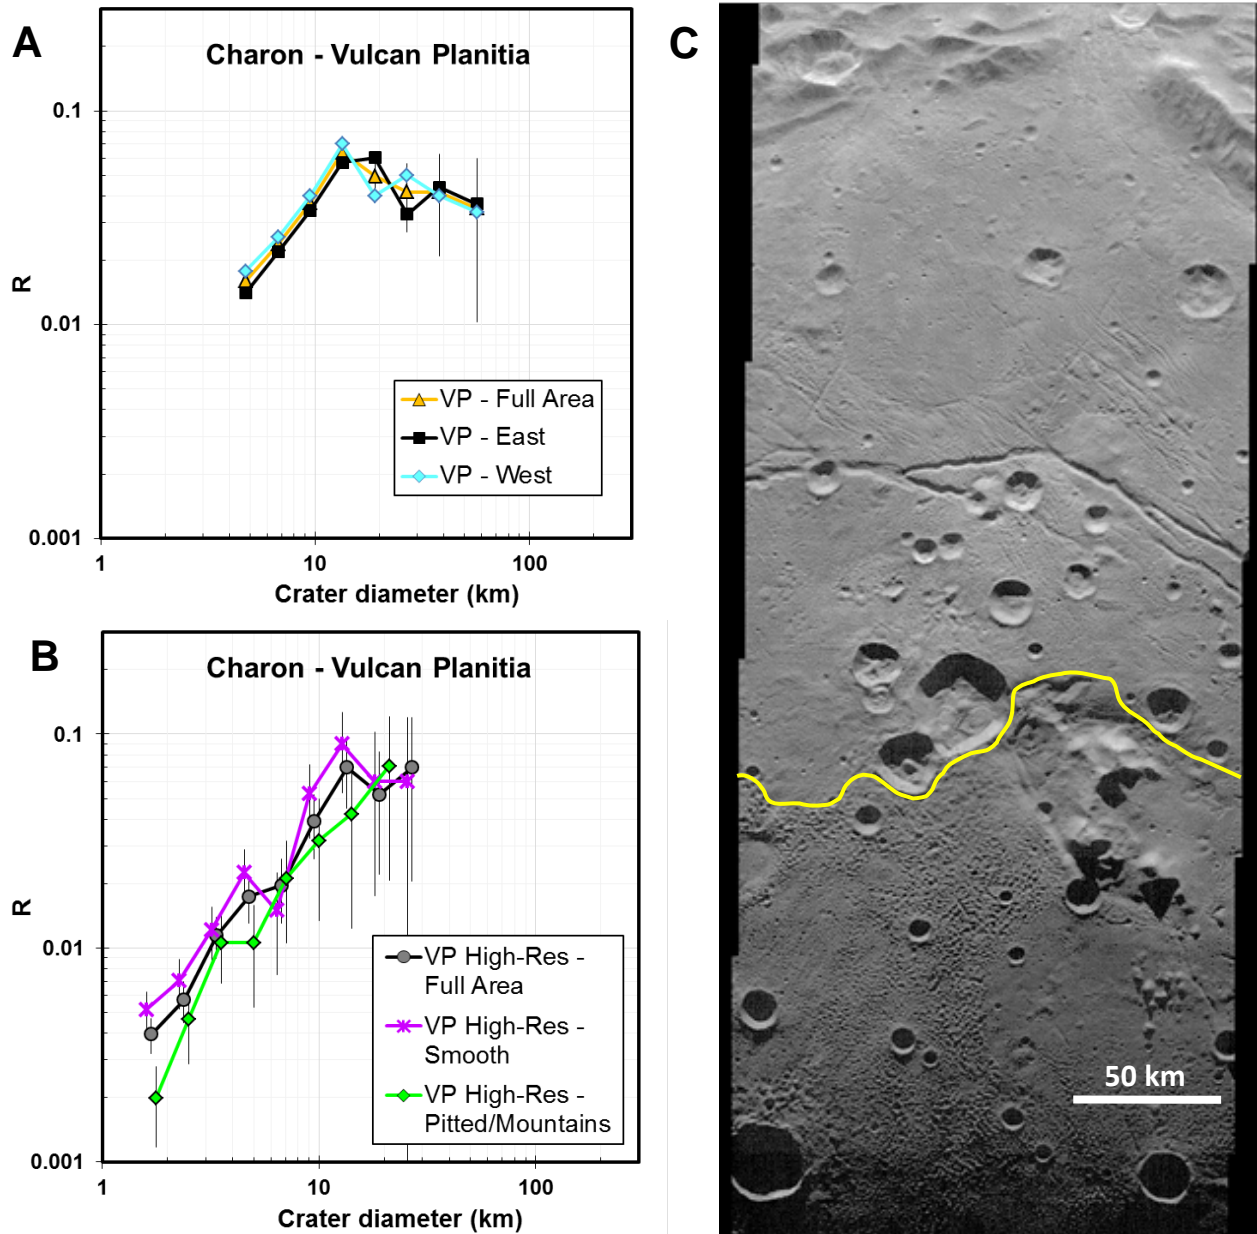 A
Charon - Vulcan Planitia
0.1
R
0.01
VP - Full Area
VP - East
VP - West
0.001
1
10
100
Crater diameter (km)
B
Charon - Vulcan Planitia
0.1
R
0.01
VP High-Res -
Full Area
VP High-Res -
Smooth
VP High-Res -
Pitted/Mountains
0.001
1
10
100
Crater diameter (km)
C
50 km